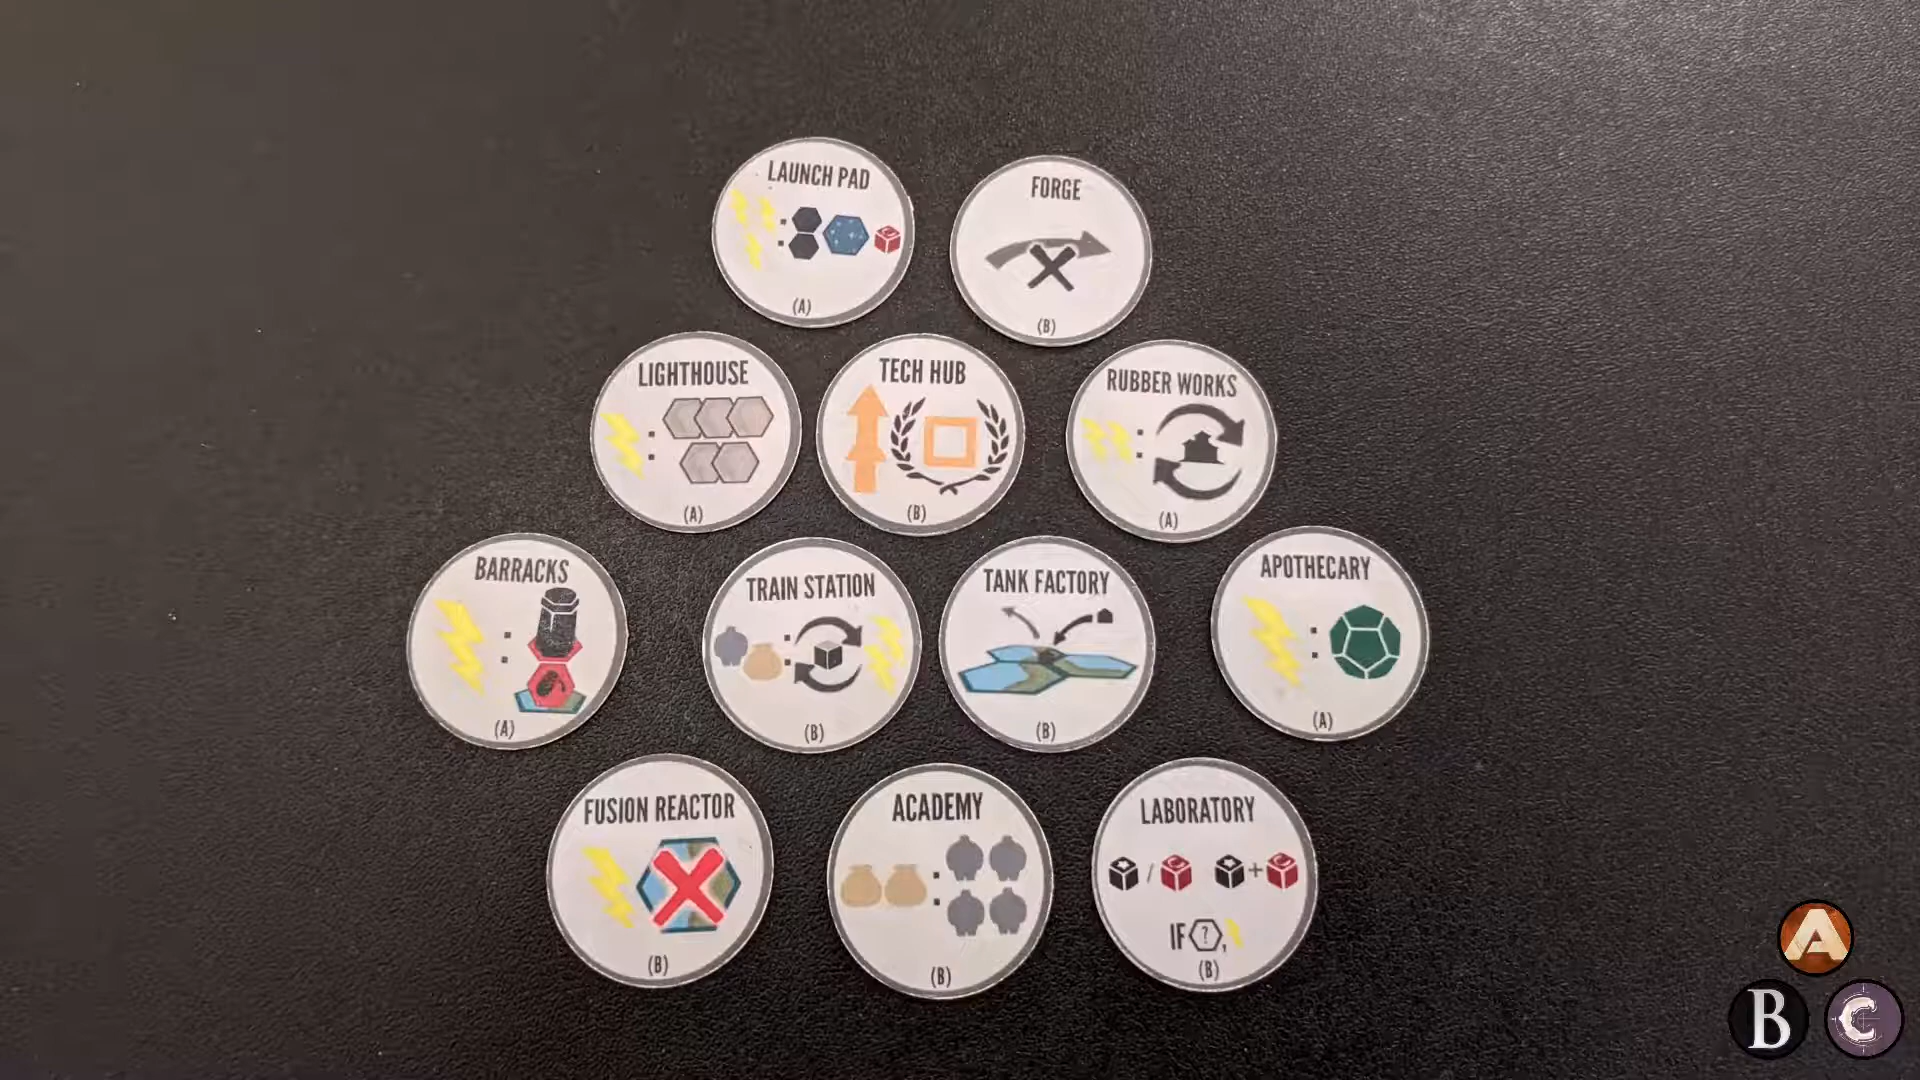 LAUNCH PAD
(A)
FORGE
(B)
LIGHTHOUSE
(A)
TECH HUB
(B)
RUBBER WORKS
(A)
BARRACKS
(A)
TRAIN STATION
(B)
TANK FACTORY
(B)
APOTHECARY
(A)
FUSION REACTOR
(B)
ACADEMY
(B)
LABORATORY
/ +
IF ?,
(B)
A
B C